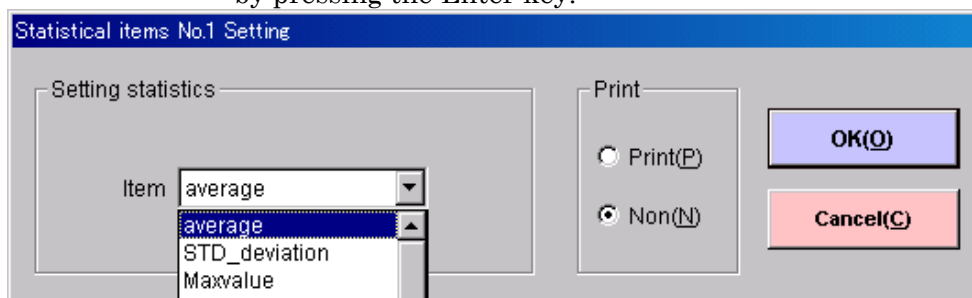 by pressing the Enter key.
Statistical items No.1 Setting
Setting statistics
Print
Print(P)
OK(O)
Item average
Non(N)
Cancel(C)
average
STD_deviation
Maxvalue